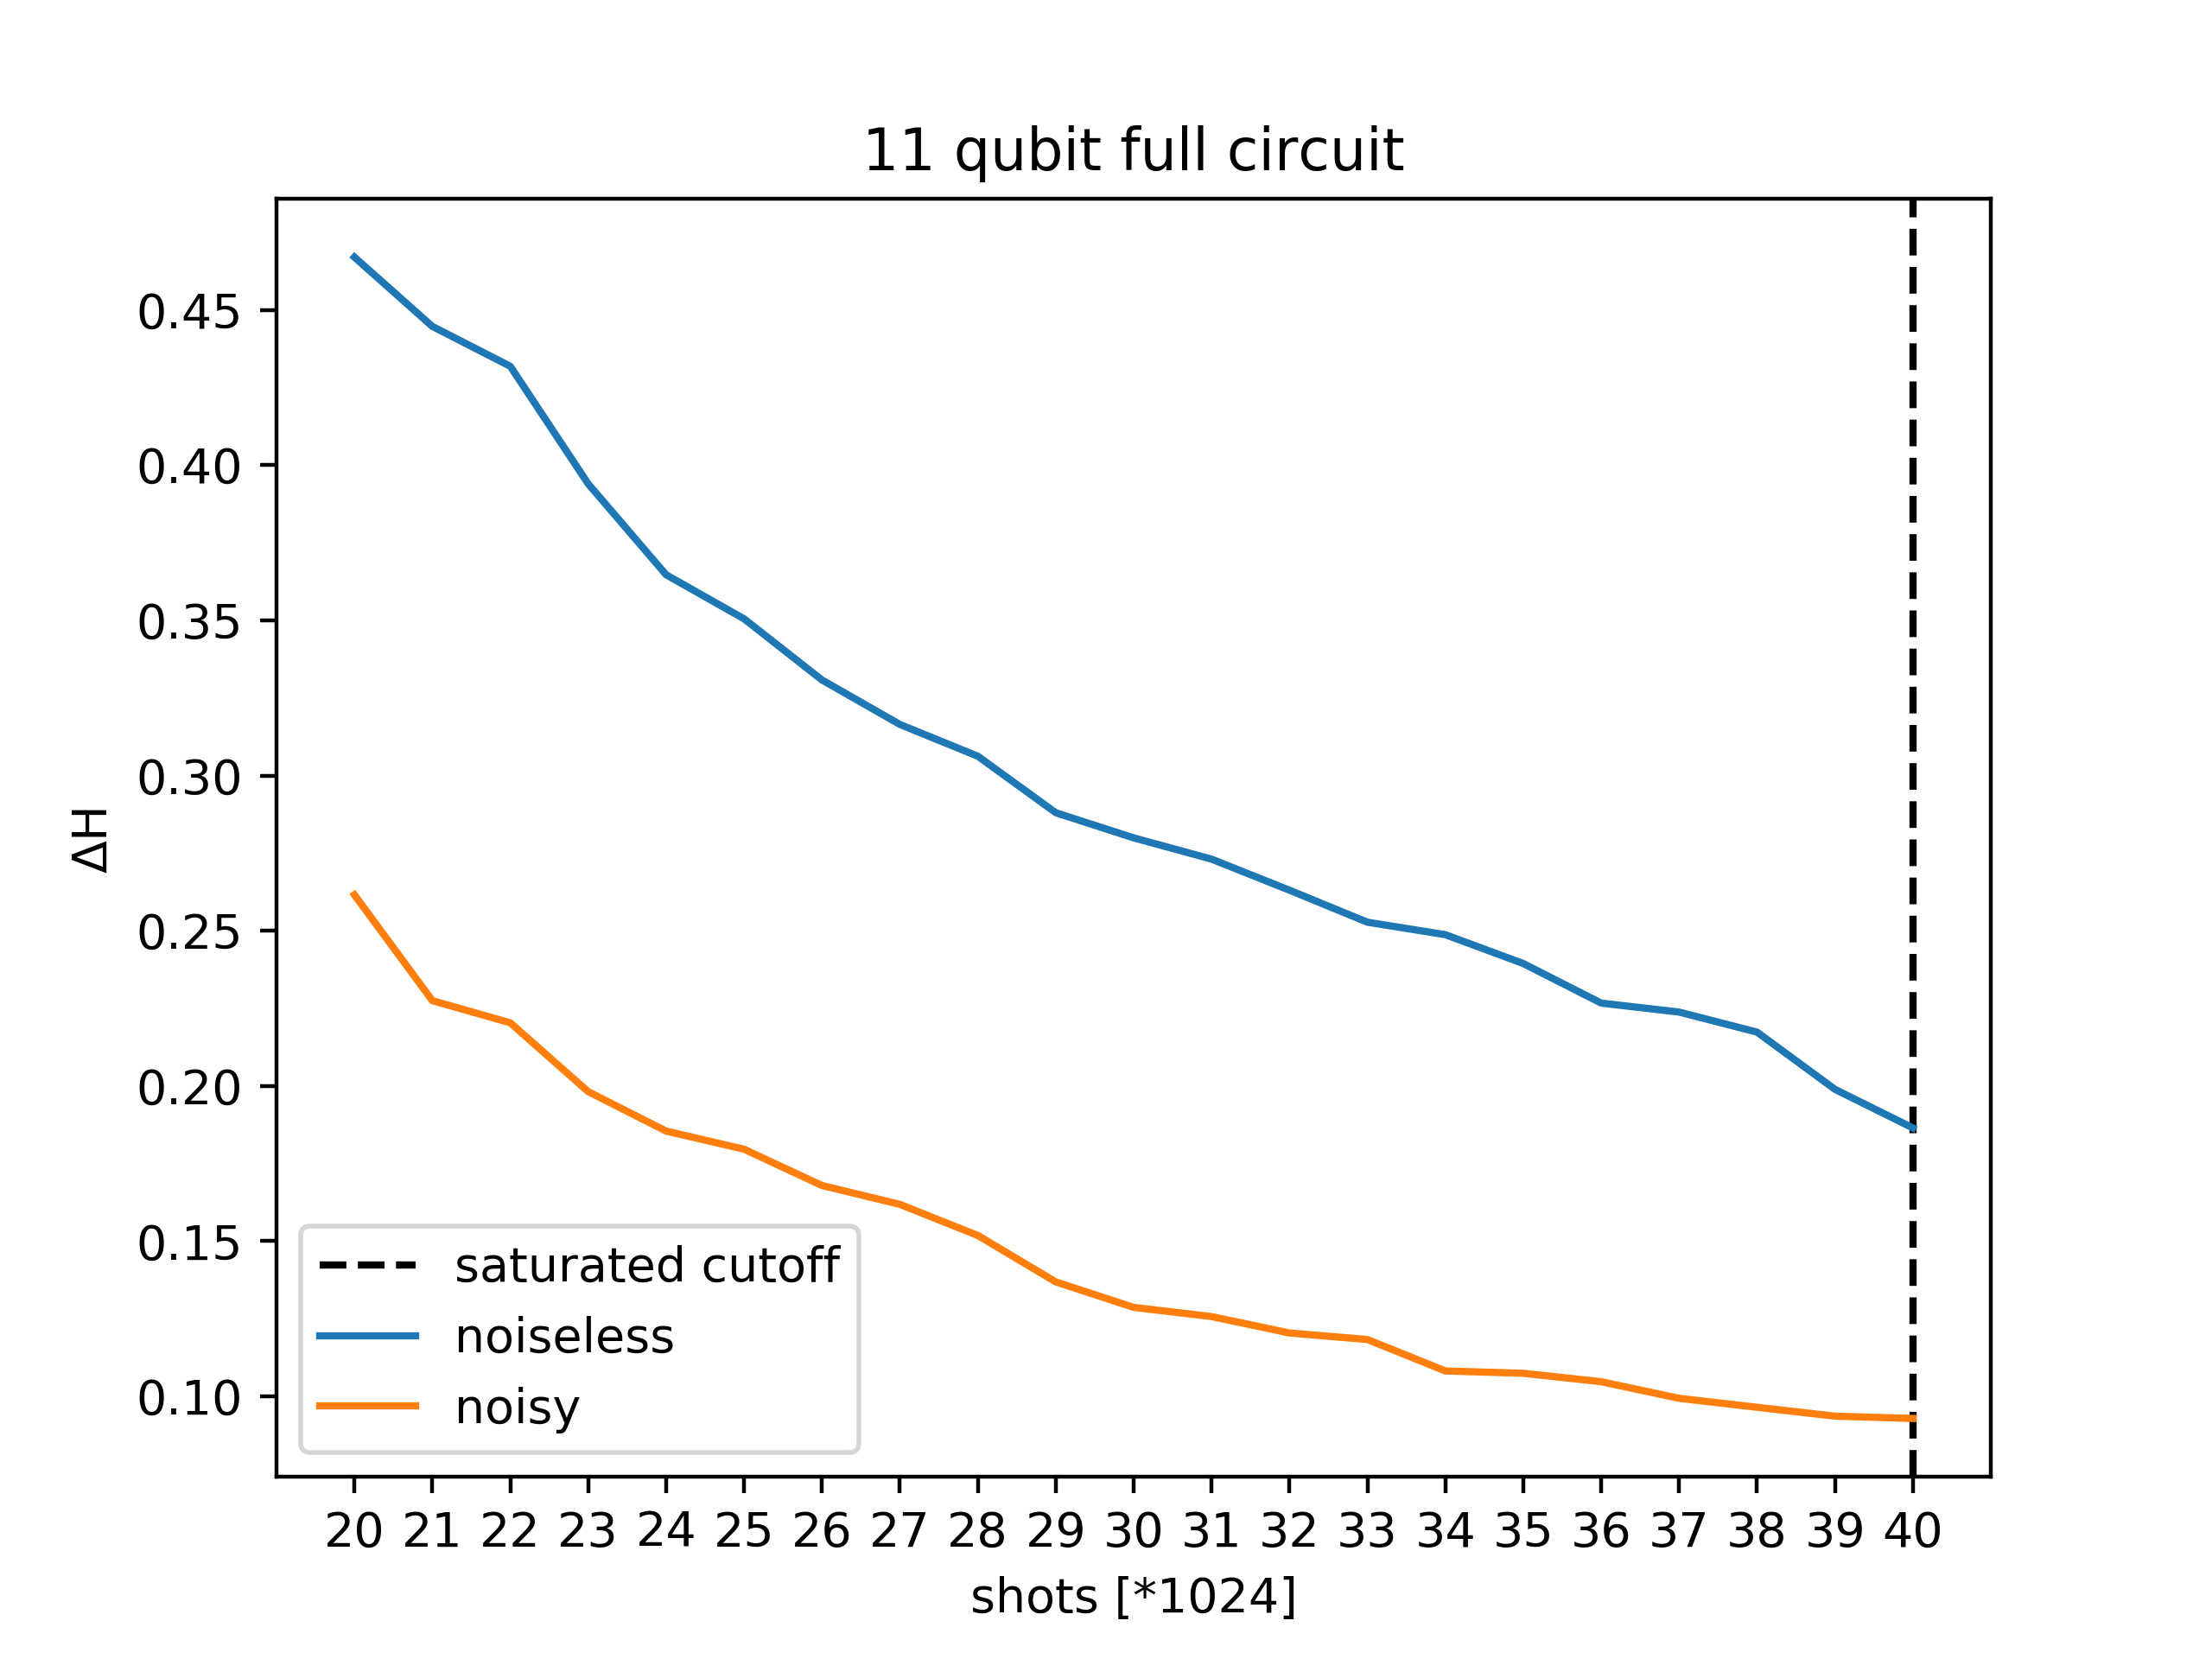 11 qubit full circuit
ΔH
0.45
0.40
0.35
0.30
0.25
0.20
0.15
0.10
saturated cutoff
noiseless
noisy
20 21 22 23 24 25 26 27 28 29 30 31 32 33 34 35 36 37 38 39 40
shots [*1024]